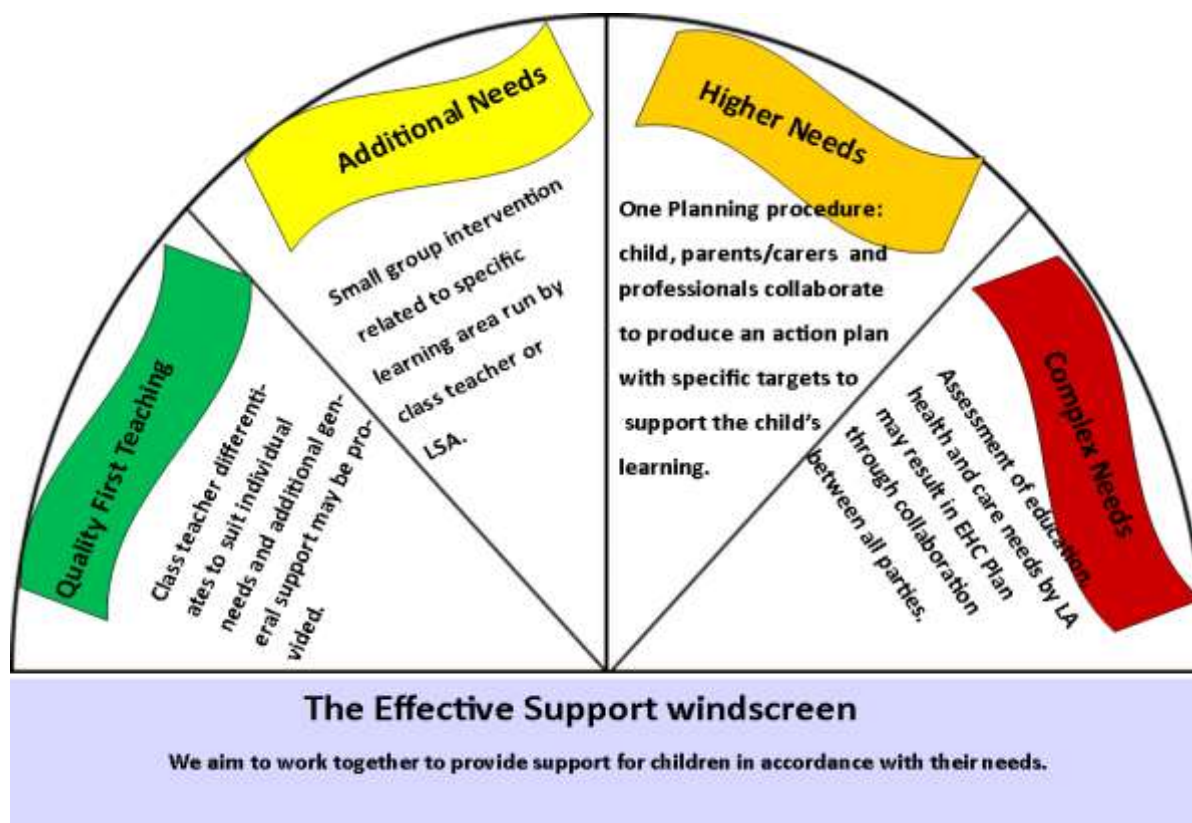 Quality First Teaching
Class teacher differenti-
ates to suit individual
needs and additional gen-
eral support may be pro-
vided.
Additional Needs
Small group intervention
related to specific
learning area run by
class teacher or
LSA.
Higher Needs
One Planning procedure:
child, parents/carers and
professionals collaborate
to produce an action plan
with specific targets to
support the child's
learning.
Complex Needs
Assessment of education,
health and care needs by LA
may result in EHC Plan
through collaboration
between all parties.
The Effective Support windscreen
We aim to work together to provide support for children in accordance with their needs.